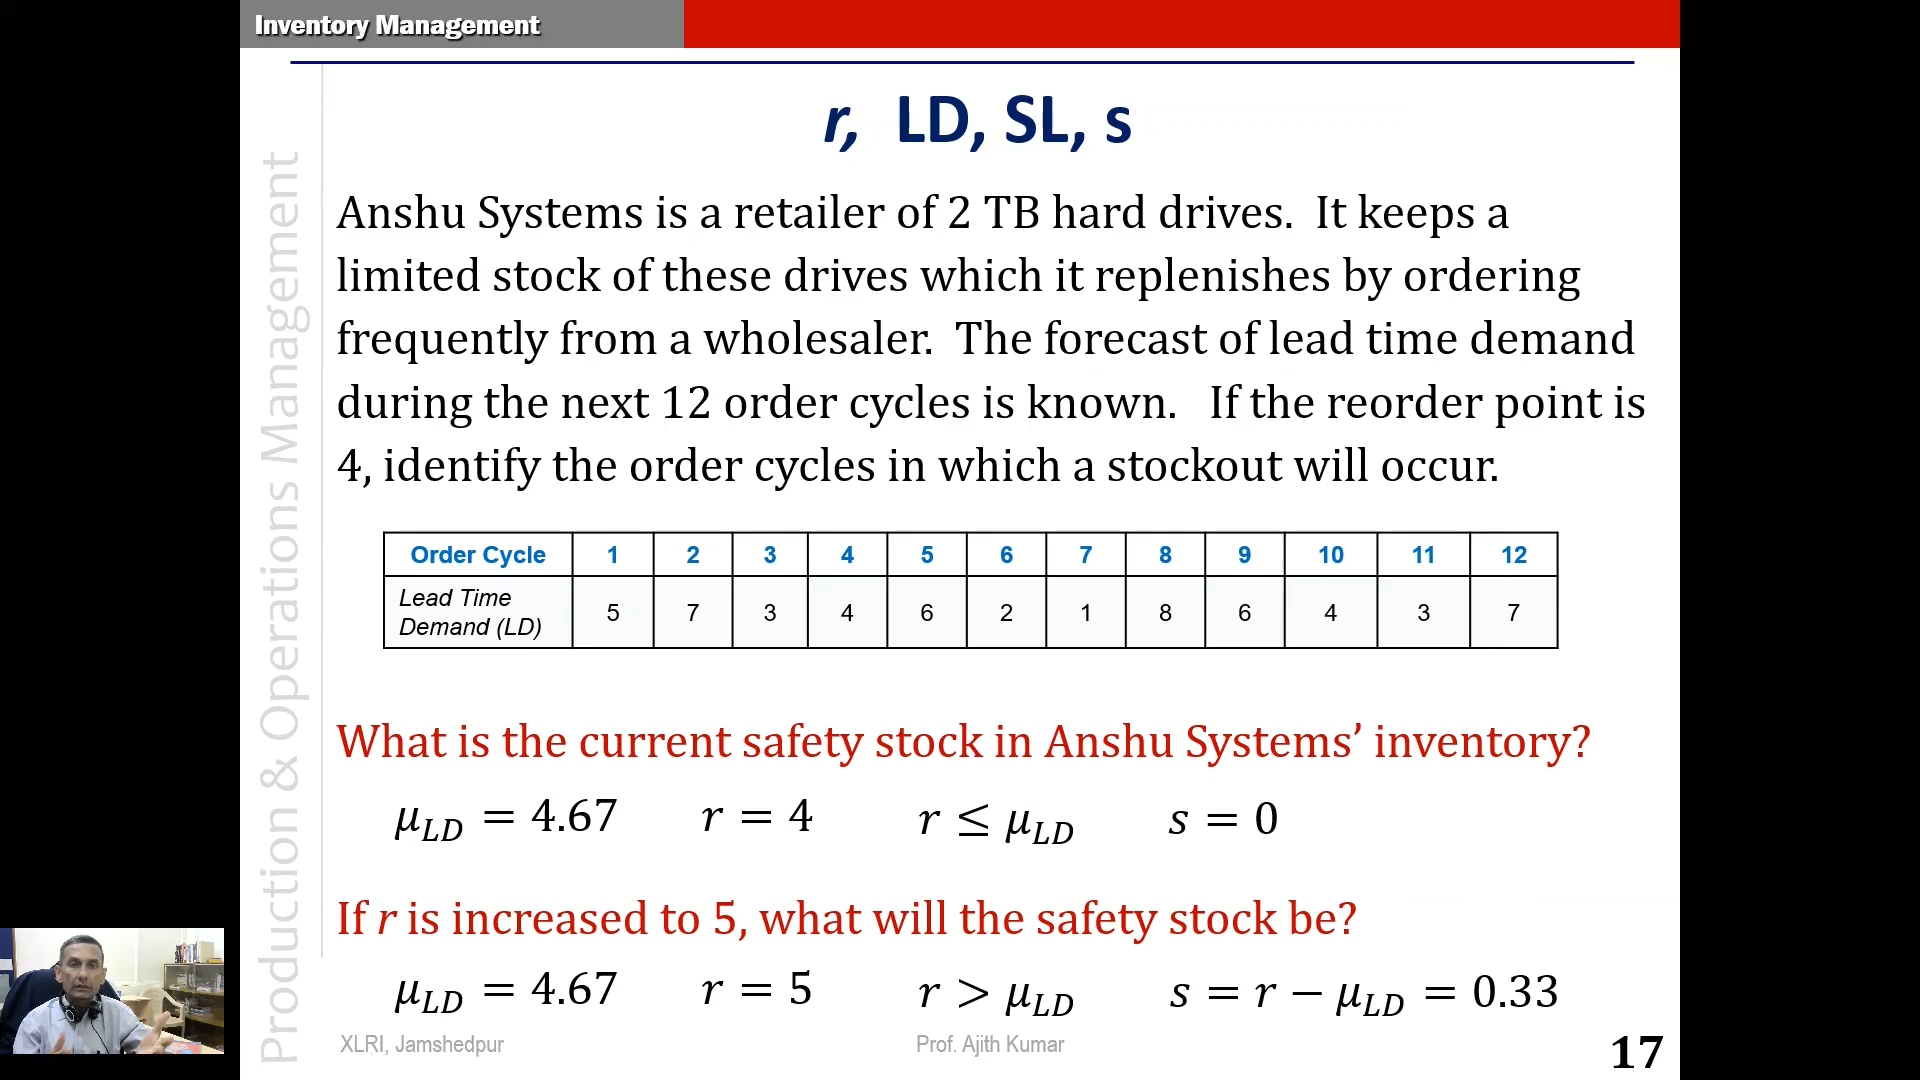 Inventory Management
r, LD, SL, s
Production & Operations Management
Anshu Systems is a retailer of 2 TB hard drives. It keeps a
limited stock of these drives which it replenishes by ordering
frequently from a wholesaler. The forecast of lead time demand
during the next 12 order cycles is known. If the reorder point is
4, identify the order cycles in which a stockout will occur.
Order Cycle 1 2 3 4 5 6 7 8 9 10 11 12
Lead Time
Demand (LD) 5 7 3 4 6 2 1 8 6 4 3 7
What is the current safety stock in Anshu Systems’ inventory?
μ_LD = 4.67 r = 4 r ≤ μ_LD s = 0
If r is increased to 5, what will the safety stock be?
μ_LD = 4.67 r = 5 r > μ_LD s = r − μ_LD = 0.33
XLRI, Jamshedpur Prof. Ajith Kumar 17